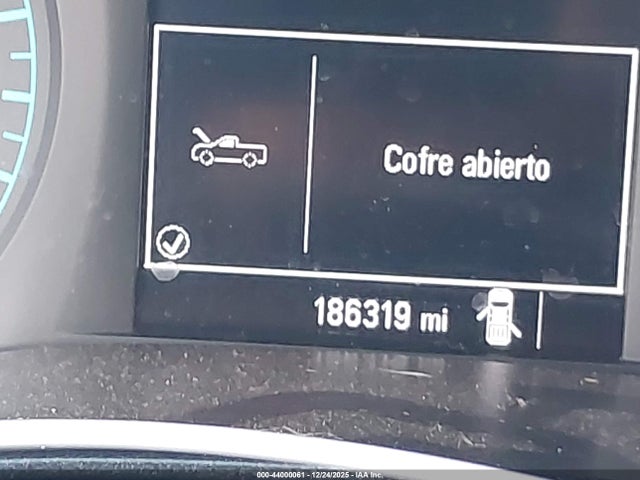 Cofre abierto
186319 mi
000-44000061 - 12/24/2025 - IAA Inc.